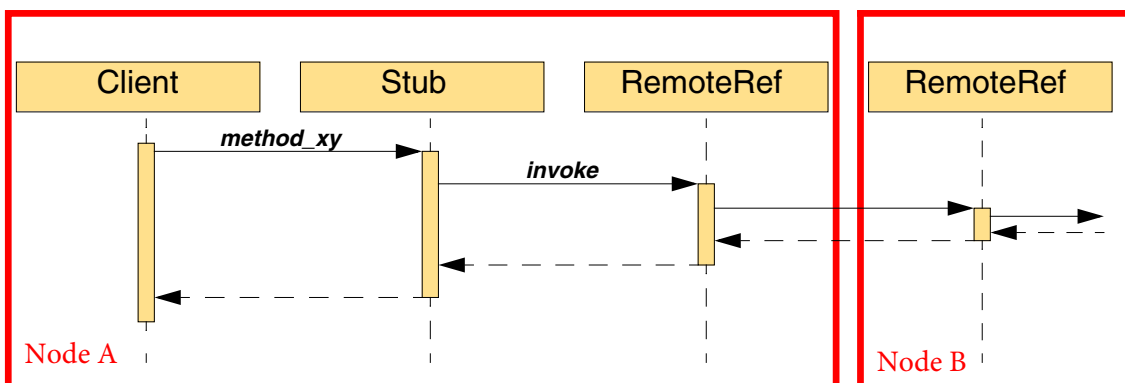 Client
Stub
RemoteRef
RemoteRef
method_xy
invoke
Node A
Node B